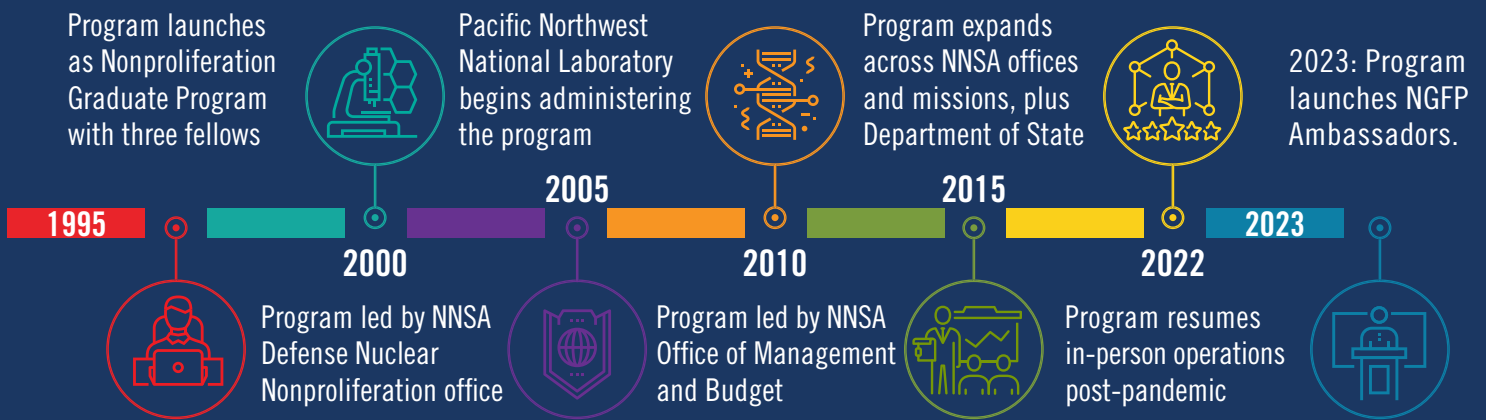 Program launches
as Nonproliferation
Graduate Program
with three fellows
1995
2000
Program led by NNSA
Defense Nuclear
Nonproliferation office
Pacific Northwest
National Laboratory
begins administering
the program
2005
2010
Program led by NNSA
Office of Management
and Budget
Program expands
across NNSA offices
and missions, plus
Department of State
2015
2022
Program resumes
in-person operations
post-pandemic
2023: Program
launches NGFP
Ambassadors.
2023